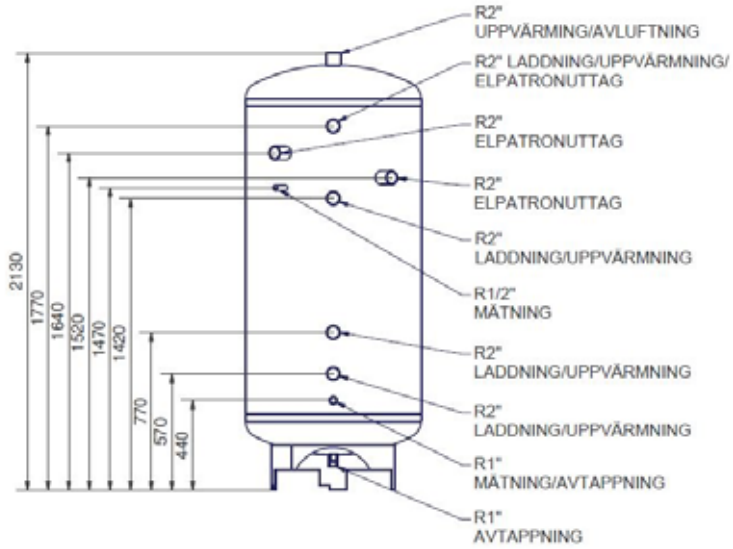 R2"
UPPVÄRMING/AVLUFTNING
R2" LADDNING/UPPVÄRMNING/
ELPATRONUTTAG
R2"
ELPATRONUTTAG
R2"
ELPATRONUTTAG
R2"
LADDNING/UPPVÄRMNING
R1/2"
MÄTNING
R2"
LADDNING/UPPVÄRMNING
R2"
LADDNING/UPPVÄRMNING
R1"
MÄTNING/AVTAPPNING
R1"
AVTAPPNING
2130
1770
1640
1520
1470
1420
770
570
440